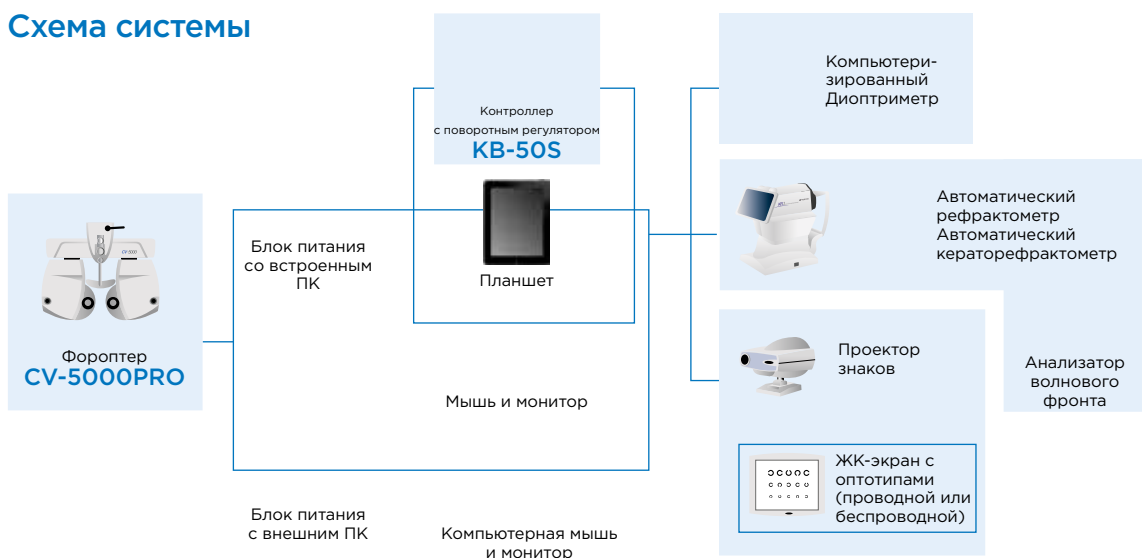 Схема системы
Контроллер
с поворотным регулятором
KB-50S
Компьютери-
зированный
Диоптриметр
Автоматический
рефрактометр
Автоматический
кераторефрактометр
CV-5000
Фороптер
CV-5000PRO
Блок питания
со встроенным
ПК
Планшет
Проектор
знаков
Анализатор
волнового
фронта
Мышь и монитор
ЖК-экран с
оптотипами
(проводной или
беспроводной)
Блок питания
с внешним ПК
Компьютерная мышь
и монитор